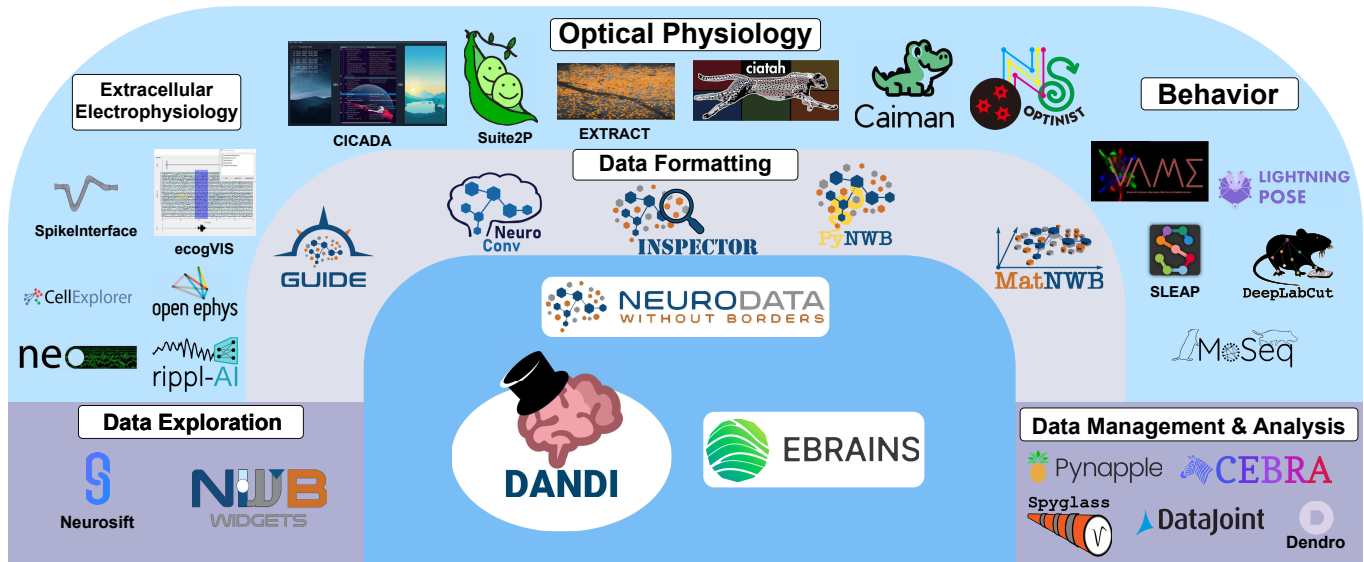 Optical Physiology
Extracellular
Electrophysiology
Behavior
CICADA
Suite2P
EXTRACT
ciatah
Caiman
OPTINIST
SpikeInterface
ecogVIS
CellExplorer
open ephys
neo
rippl-AI
VAME
LIGHTNING
POSE
SLEAP
DeepLabCut
MoSeq
Data Formatting
GUIDE
Neuro
Conv
INSPECTOR
PyNWB
MatNWB
NEURODATA
WITHOUT BORDERS
DANDI
EBRAINS
Data Exploration
Neurosift
NWB
WIDGETS
Data Management & Analysis
Pynapple
CEBRA
Spyglass
DataJoint
D
Dendro